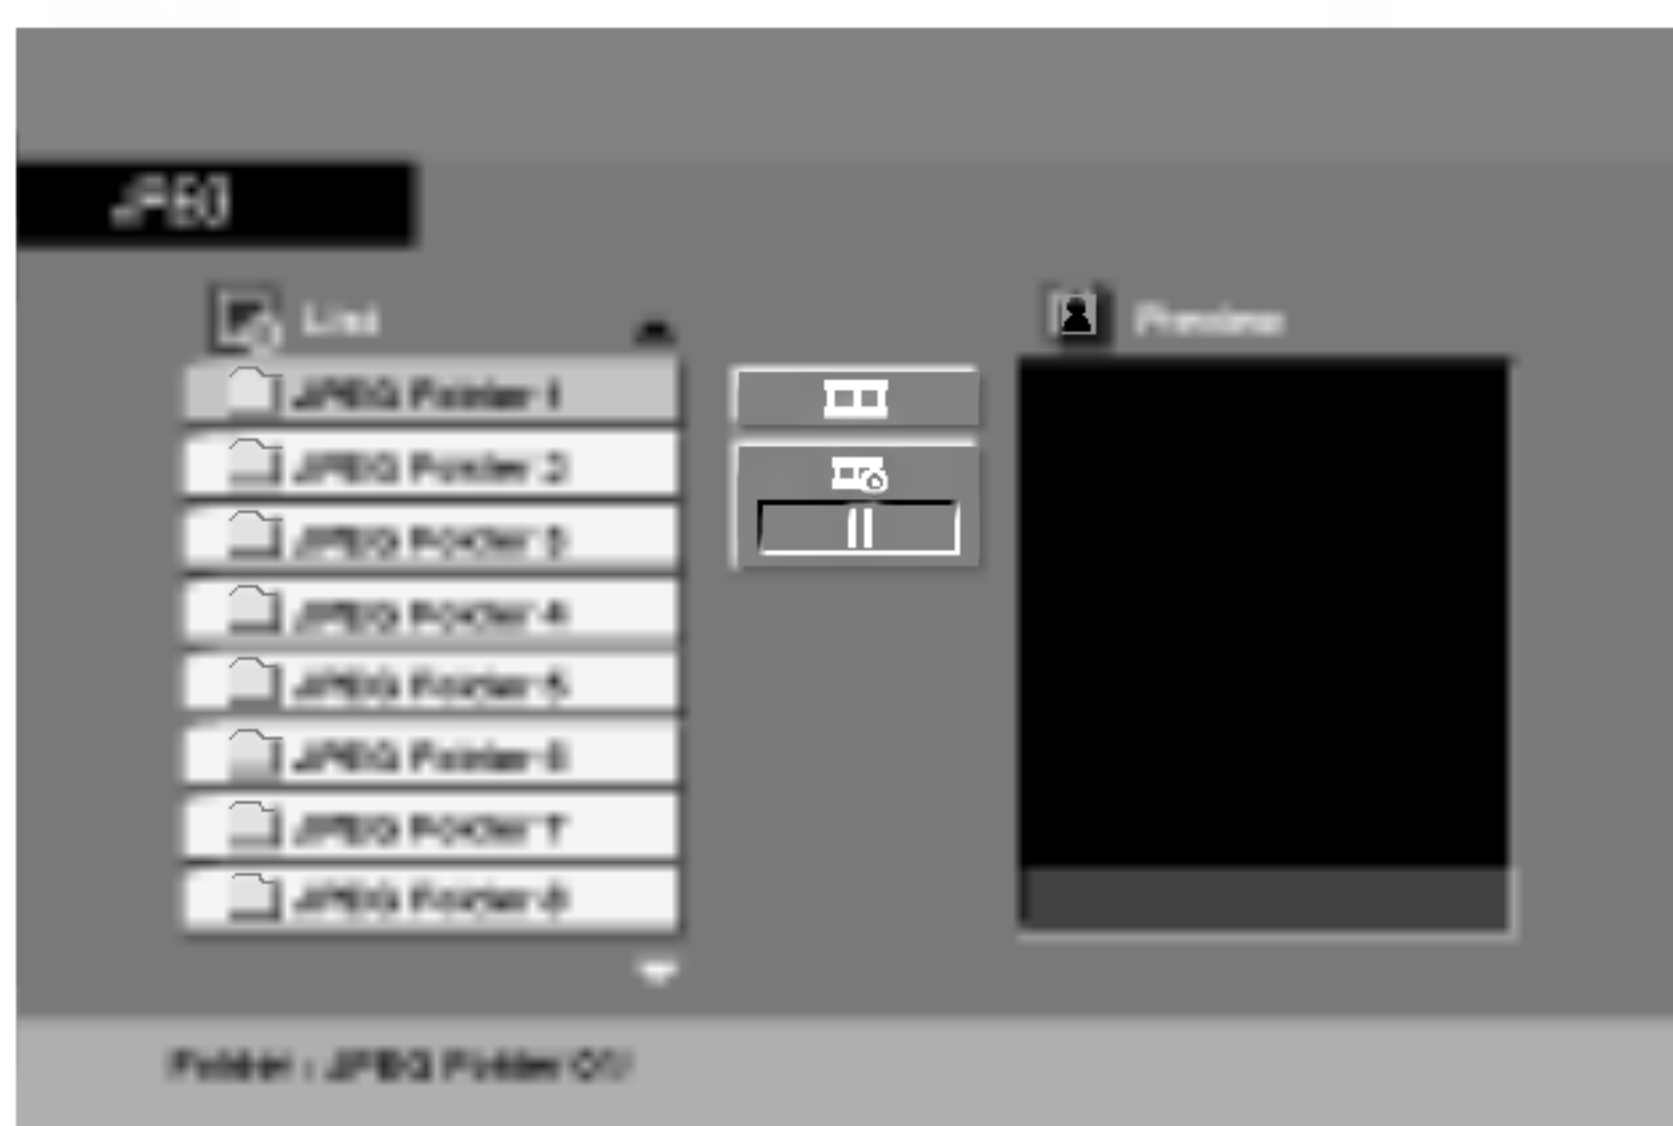 JPEG
List
Preview
JPEG Folder 1
JPEG Folder 2
JPEG Folder 3
JPEG Folder 4
JPEG Folder 5
JPEG Folder 6
JPEG Folder 7
JPEG Folder 8
Folder : JPEG Folder